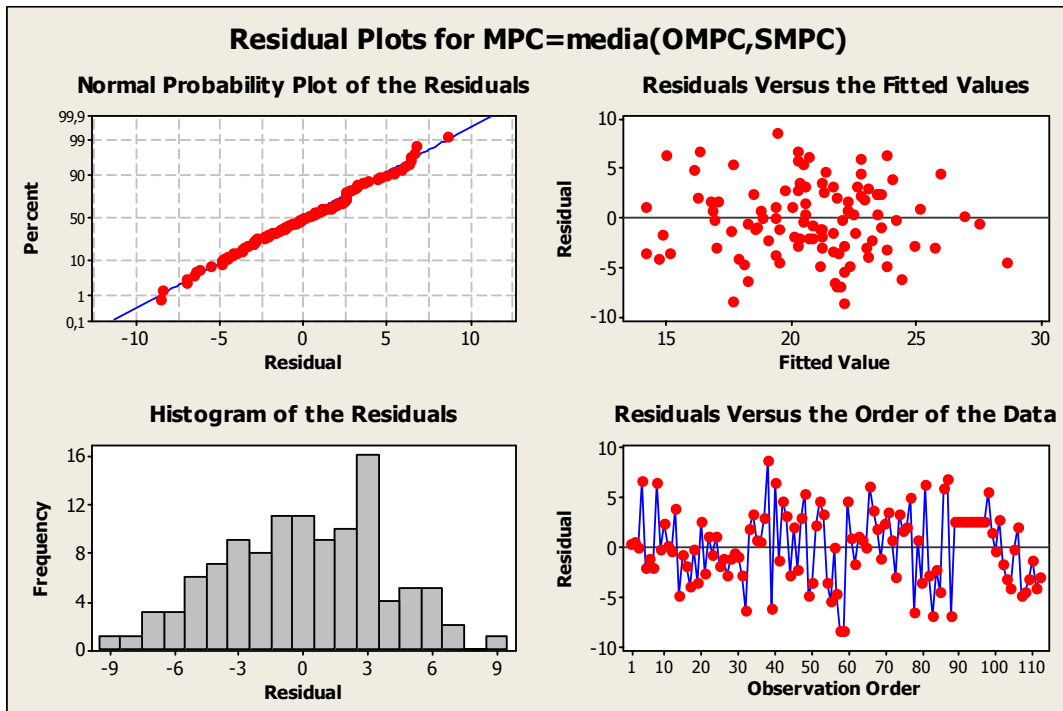 Residual Plots for MPC=media(OMPC,SMPC)
Normal Probability Plot of the Residuals
99,9
99
90
50
10
1
0,1
Percent
-10 -5 0 5 10
Residual
Residuals Versus the Fitted Values
10
5
0
-5
-10
Residual
15 20 25 30
Fitted Value
Histogram of the Residuals
16
12
8
4
0
Frequency
-9 -6 -3 0 3 6 9
Residual
Residuals Versus the Order of the Data
10
5
0
-5
-10
Residual
1 10 20 30 40 50 60 70 80 90 100 110
Observation Order